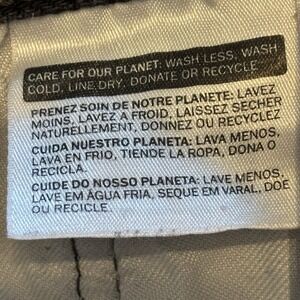 CARE FOR OUR PLANET: WASH LESS, WASH
COLD, LINE DRY, DONATE OR RECYCLE
PRENEZ SOIN DE NOTRE PLANETE: LAVEZ
MOINS, LAVEZ A FROID, LAISSEZ SECHER
NATURELLEMENT, DONNEZ OU RECYCLEZ
CUIDA NUESTRO PLANETA: LAVA MENOS,
LAVA EN FRIO, TIENDE LA ROPA, DONA O
RECICLA.
CUIDE DO NOSSO PLANETA: LAVE MENOS,
LAVE EM ÁGUA FRIA, SEQUE EM VARAL, DOE
OU RECICLE.